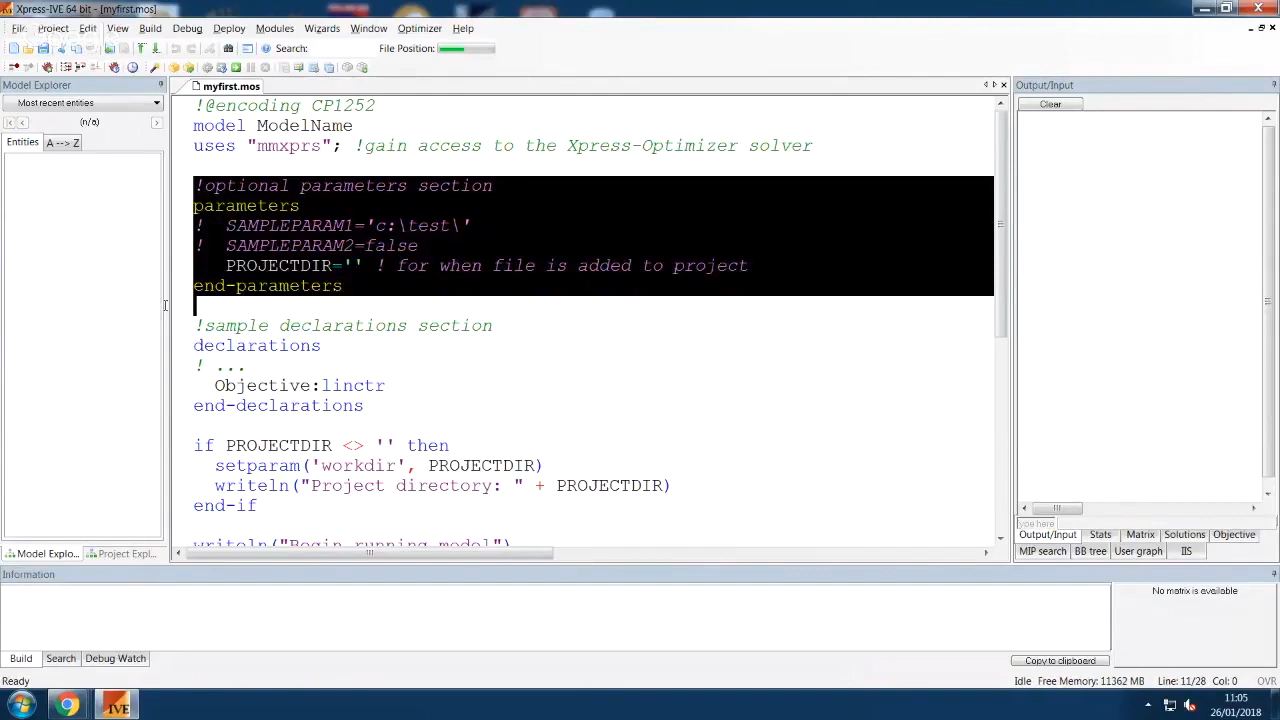 Xpress-IVE 64 bit - [myfirst.mos]
File Project Edit View Build Debug Deploy Modules Wizards Window Optimizer Help
Search:
File Position:
Model Explorer
myfirst.mos
Output/Input
Most recent entities
Clear
(n/a)
Entities
A --> Z
!@encoding CP1252
model ModelName
uses "mmxprs"; !gain access to the Xpress-Optimizer solver
!optional parameters section
parameters
! SAMPLEPARAM1='c:\test\'
! SAMPLEPARAM2=false
PROJECTDIR='' ! for when file is added to project
end-parameters
!sample declarations section
declarations
! ...
Objective:linctr
end-declarations
if PROJECTDIR <> '' then
setparam('workdir', PROJECTDIR)
writeln("Project directory: " + PROJECTDIR)
end-if
writeln("Begin running model")
type here
Output/Input Stats Matrix Solutions Objective
MIP search BB tree User graph IIS
Model Explo... Project Expl...
Information
No matrix is available
Build Search Debug Watch
Copy to clipboard
Ready
Idle Free Memory: 11362 MB Line: 11/28 Col: 0 OVR
IVE
11:05
26/01/2018